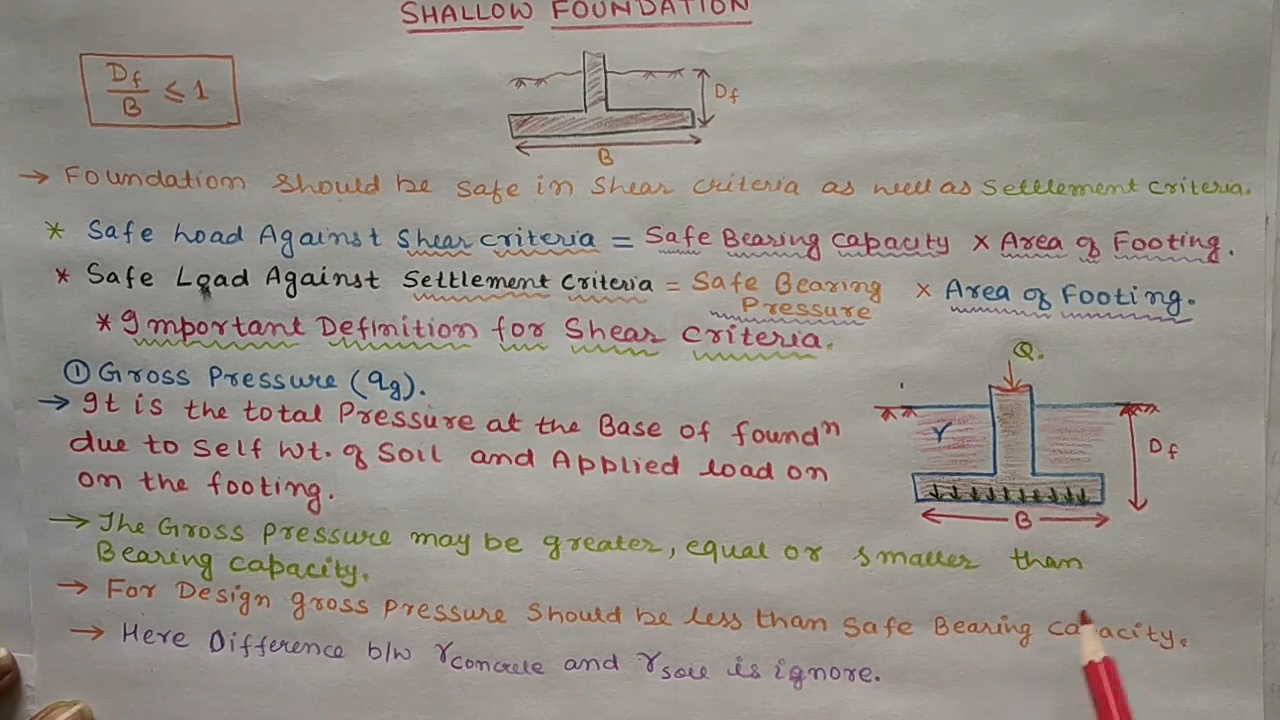 SHALLOW FOUNDATION
Df/B ≤ 1
Df
B
→ Foundation should be safe in shear criteria as well as settlement criteria.
* Safe Load Against Shear criteria = Safe Bearing capacity × Area of Footing.
* Safe Load Against Settlement Criteria = Safe Bearing Pressure × Area of Footing.
* Important Definition for Shear Criteria.
① Gross Pressure (qg).
→ It is the total Pressure at the Base of foundn
due to Self Wt. of Soil and Applied load on
on the footing.
Q.
γ
Df
B
→ The Gross pressure may be greater, equal or smaller than
Bearing capacity.
→ For Design gross pressure should be less than Safe Bearing capacity.
→ Here Difference b/w γconcrete and γsoil is ignore.